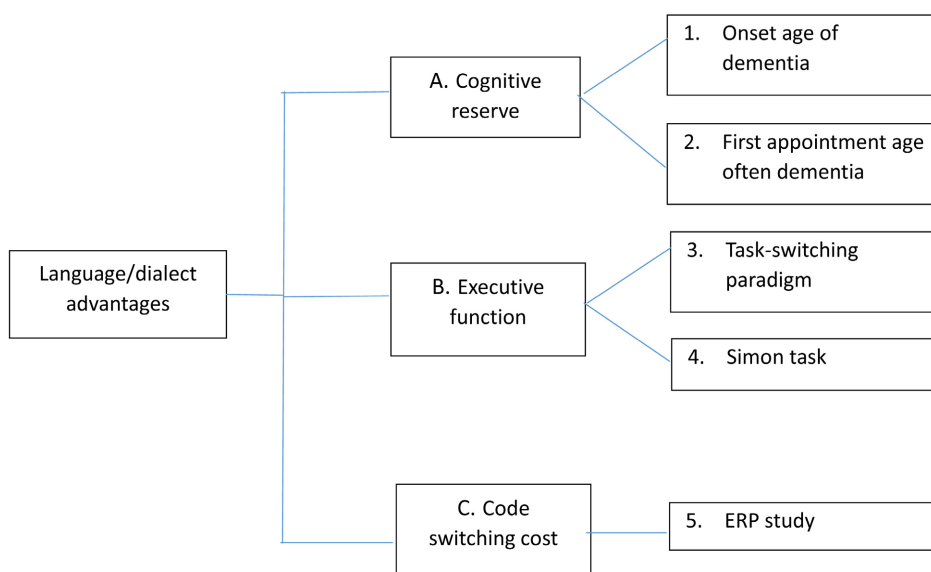 Language/dialect
advantages
A. Cognitive
reserve
1. Onset age of
dementia
2. First appointment age
often dementia
B. Executive
function
3. Task-switching
paradigm
4. Simon task
C. Code
switching cost
5. ERP study